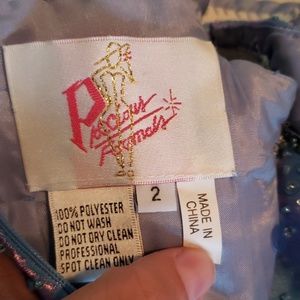 Precious
Formals
100% POLYESTER
DO NOT WASH
DO NOT DRY CLEAN
PROFESSIONAL
SPOT CLEAN ONLY
2
MADE IN
CHINA